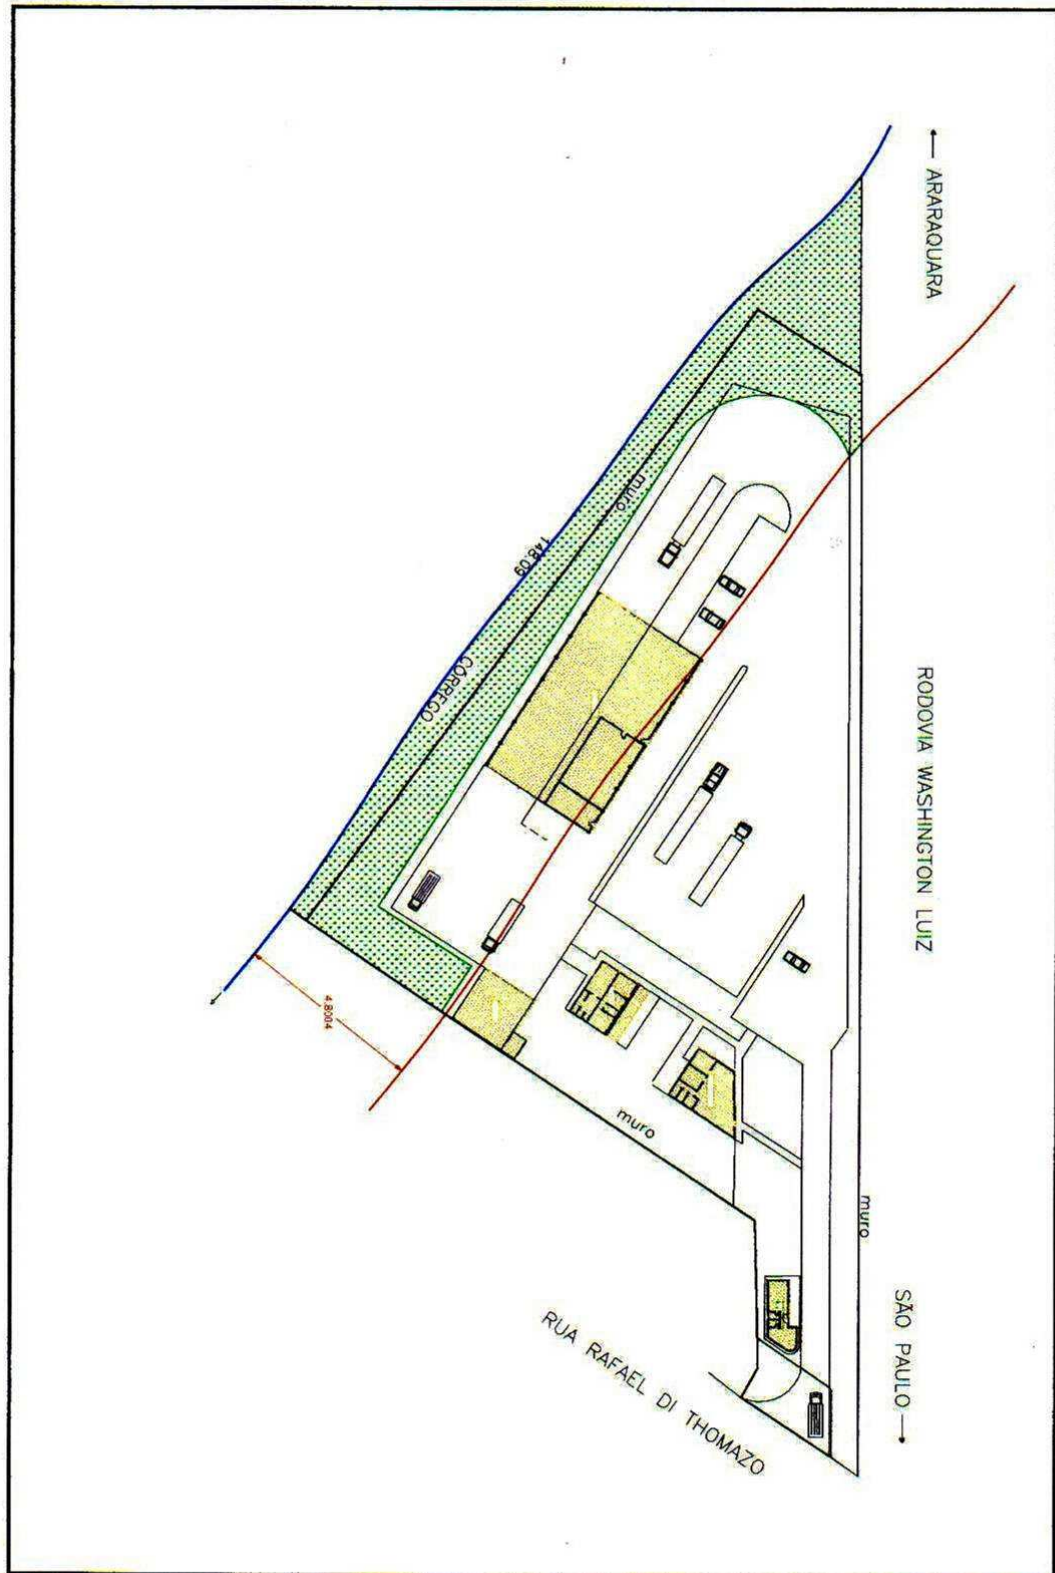 ← ARARAQUARA
RODOVIA WASHINGTON LUIZ
SÃO PAULO →
muro
muro
148.09
CÓRREGO
4.8004
muro
RUA RAFAEL DI THOMAZO